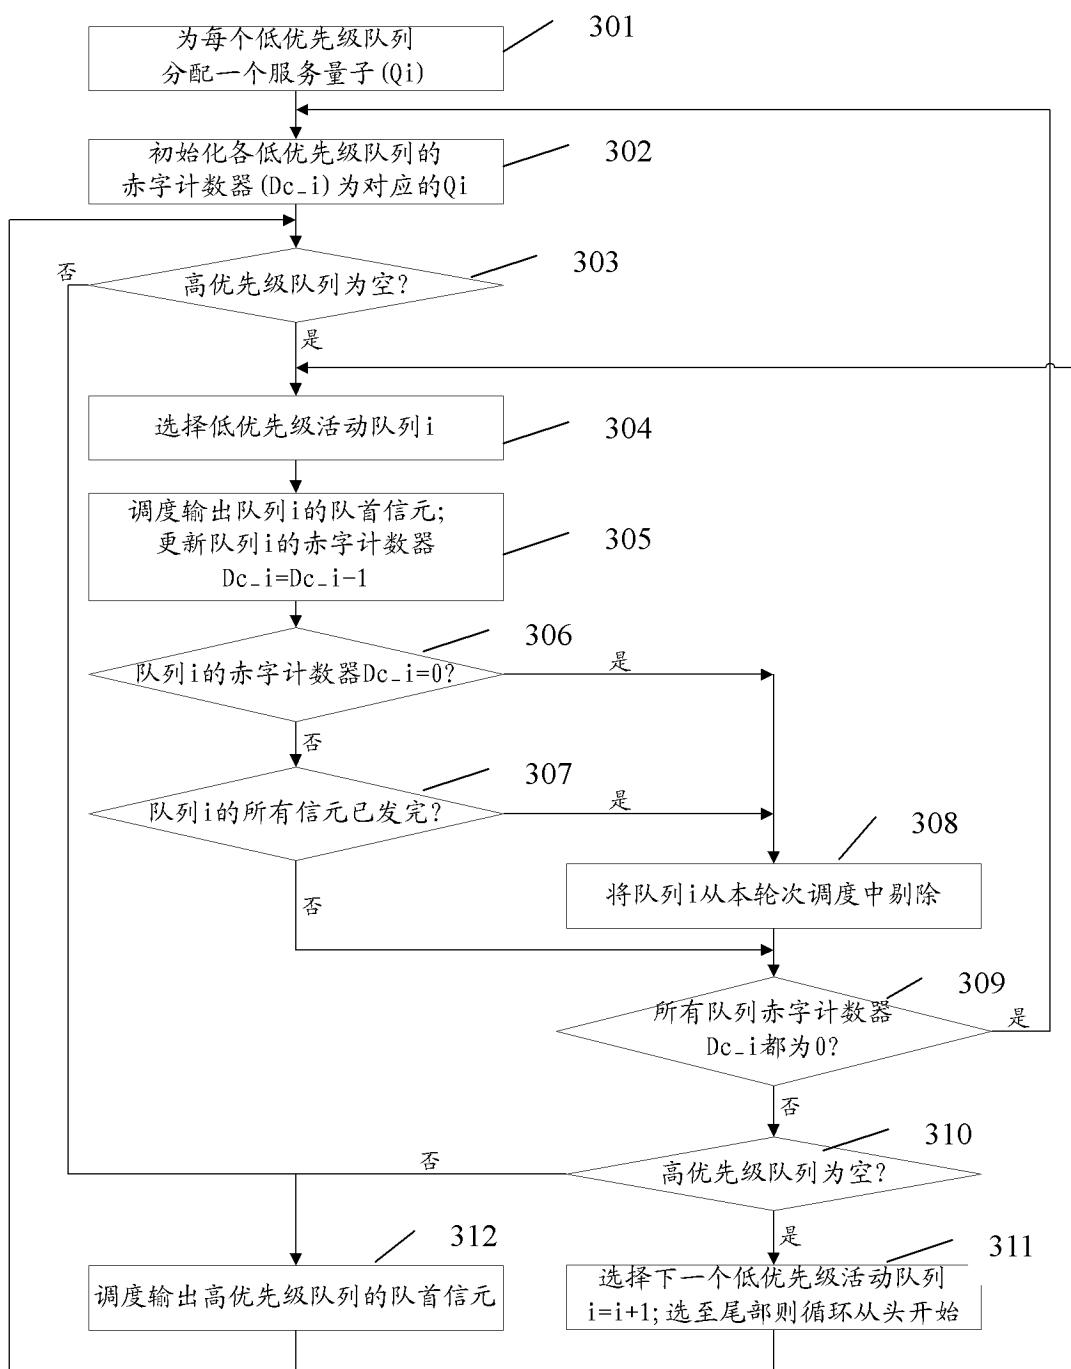 为每个低优先级队列
分配一个服务量子(Qi)
301
初始化各低优先级队列的
赤字计数器(Dc_i)为对应的Qi
302
高优先级队列为空?
303
否
是
选择低优先级活动队列i
304
调度输出队列i的队首信元;
更新队列i的赤字计数器
Dc_i=Dc_i-1
305
队列i的赤字计数器Dc_i=0?
306
是
否
队列i的所有信元已发完?
307
是
否
308
将队列i从本轮次调度中剔除
所有队列赤字计数器
Dc_i都为0?
309
是
否
高优先级队列为空?
310
否
是
312
调度输出高优先级队列的队首信元
311
选择下一个低优先级活动队列
i=i+1;选至尾部则循环从头开始